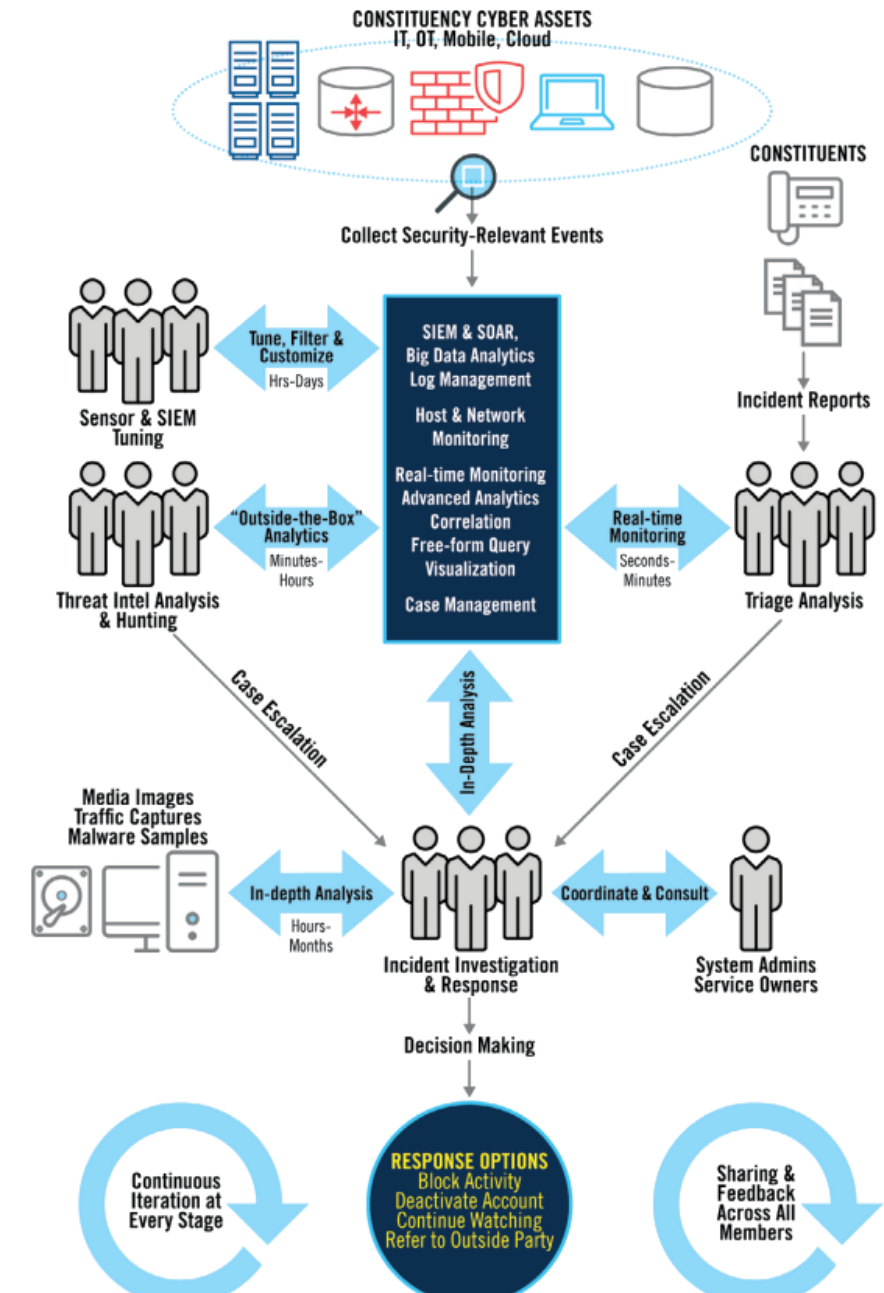 CONSTITUENCY CYBER ASSETS
IT, OT, Mobile, Cloud
CONSTITUENTS
Collect Security-Relevant Events
Incident Reports
Tune, Filter &
Customize
Hrs-Days
Sensor & SIEM
Tuning
SIEM & SOAR,
Big Data Analytics
Log Management
Host & Network
Monitoring
Real-time Monitoring
Advanced Analytics
Correlation
Free-form Query
Visualization
Case Management
"Outside-the-Box"
Analytics
Minutes-
Hours
Threat Intel Analysis
& Hunting
Real-time
Monitoring
Seconds-
Minutes
Triage Analysis
Case Escalation
In-Depth Analysis
Case Escalation
Media Images
Traffic Captures
Malware Samples
In-depth Analysis
Hours-
Months
Incident Investigation
& Response
Coordinate & Consult
System Admins
Service Owners
Decision Making
Continuous
Iteration at
Every Stage
RESPONSE OPTIONS
Block Activity
Deactivate Account
Continue Watching
Refer to Outside Party
Sharing &
Feedback
Across All
Members